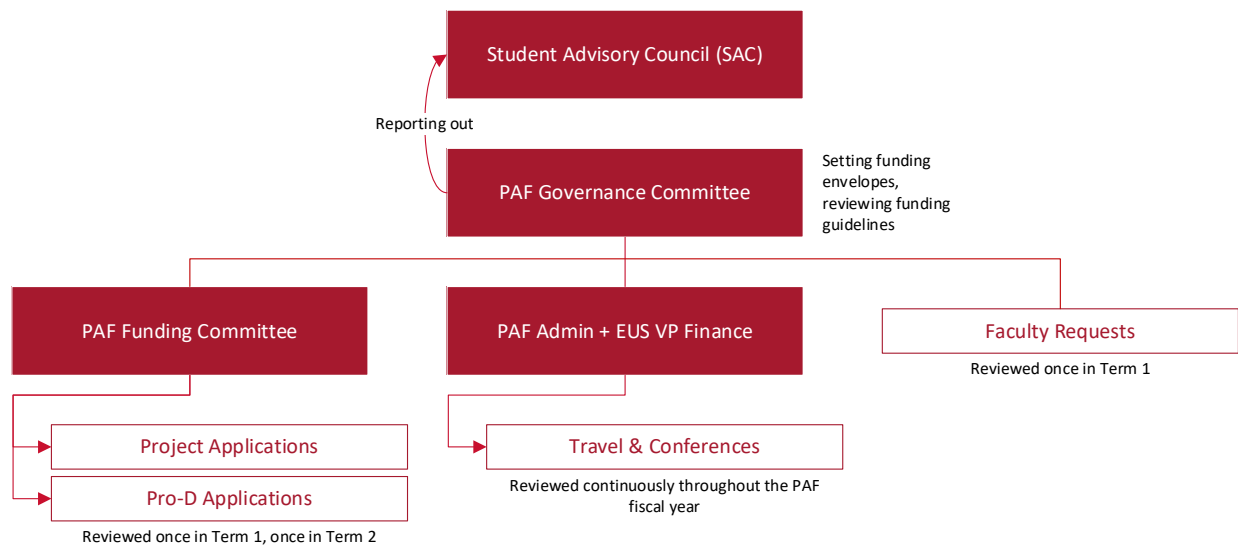 Student Advisory Council (SAC)
Reporting out
PAF Governance Committee
Setting funding
envelopes,
reviewing funding
guidelines
PAF Funding Committee
PAF Admin + EUS VP Finance
Faculty Requests
Reviewed once in Term 1
Project Applications
Travel & Conferences
Pro-D Applications
Reviewed continuously throughout the PAF
fiscal year
Reviewed once in Term 1, once in Term 2